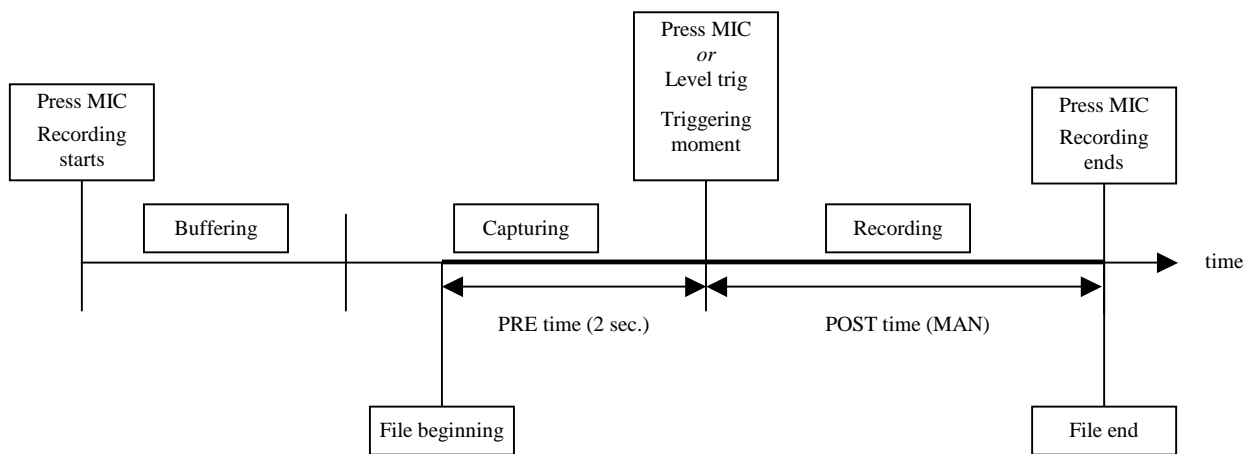 Press MIC
or
Level trig
Triggering
moment
Press MIC
Recording
starts
Press MIC
Recording
ends
Buffering
Capturing
Recording
time
PRE time (2 sec.)
POST time (MAN)
File beginning
File end